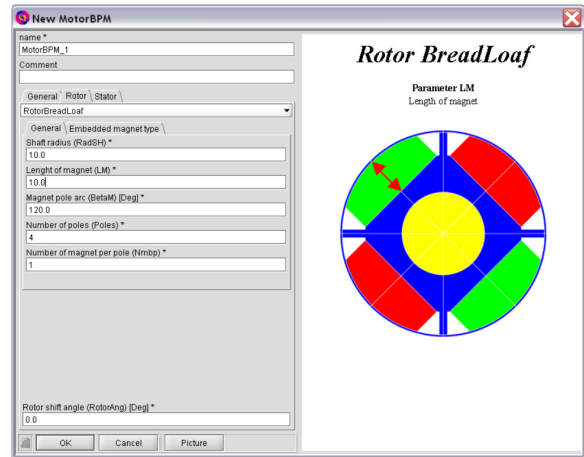 New MotorBPM
name *
MotorBPM_1
Comment
General Rotor Stator
RotorBreadLoaf
General Embedded magnet type
Shaft radius (RadSH) *
10.0
Lenght of magnet (LM) *
10.0
Magnet pole arc (BetaM) [Deg] *
120.0
Number of poles (Poles) *
4
Number of magnet per pole (Nmbp) *
1
Rotor shift angle (RotorAng) [Deg] *
0.0
OK Cancel Picture
Rotor BreadLoaf
Parameter LM
Length of magnet